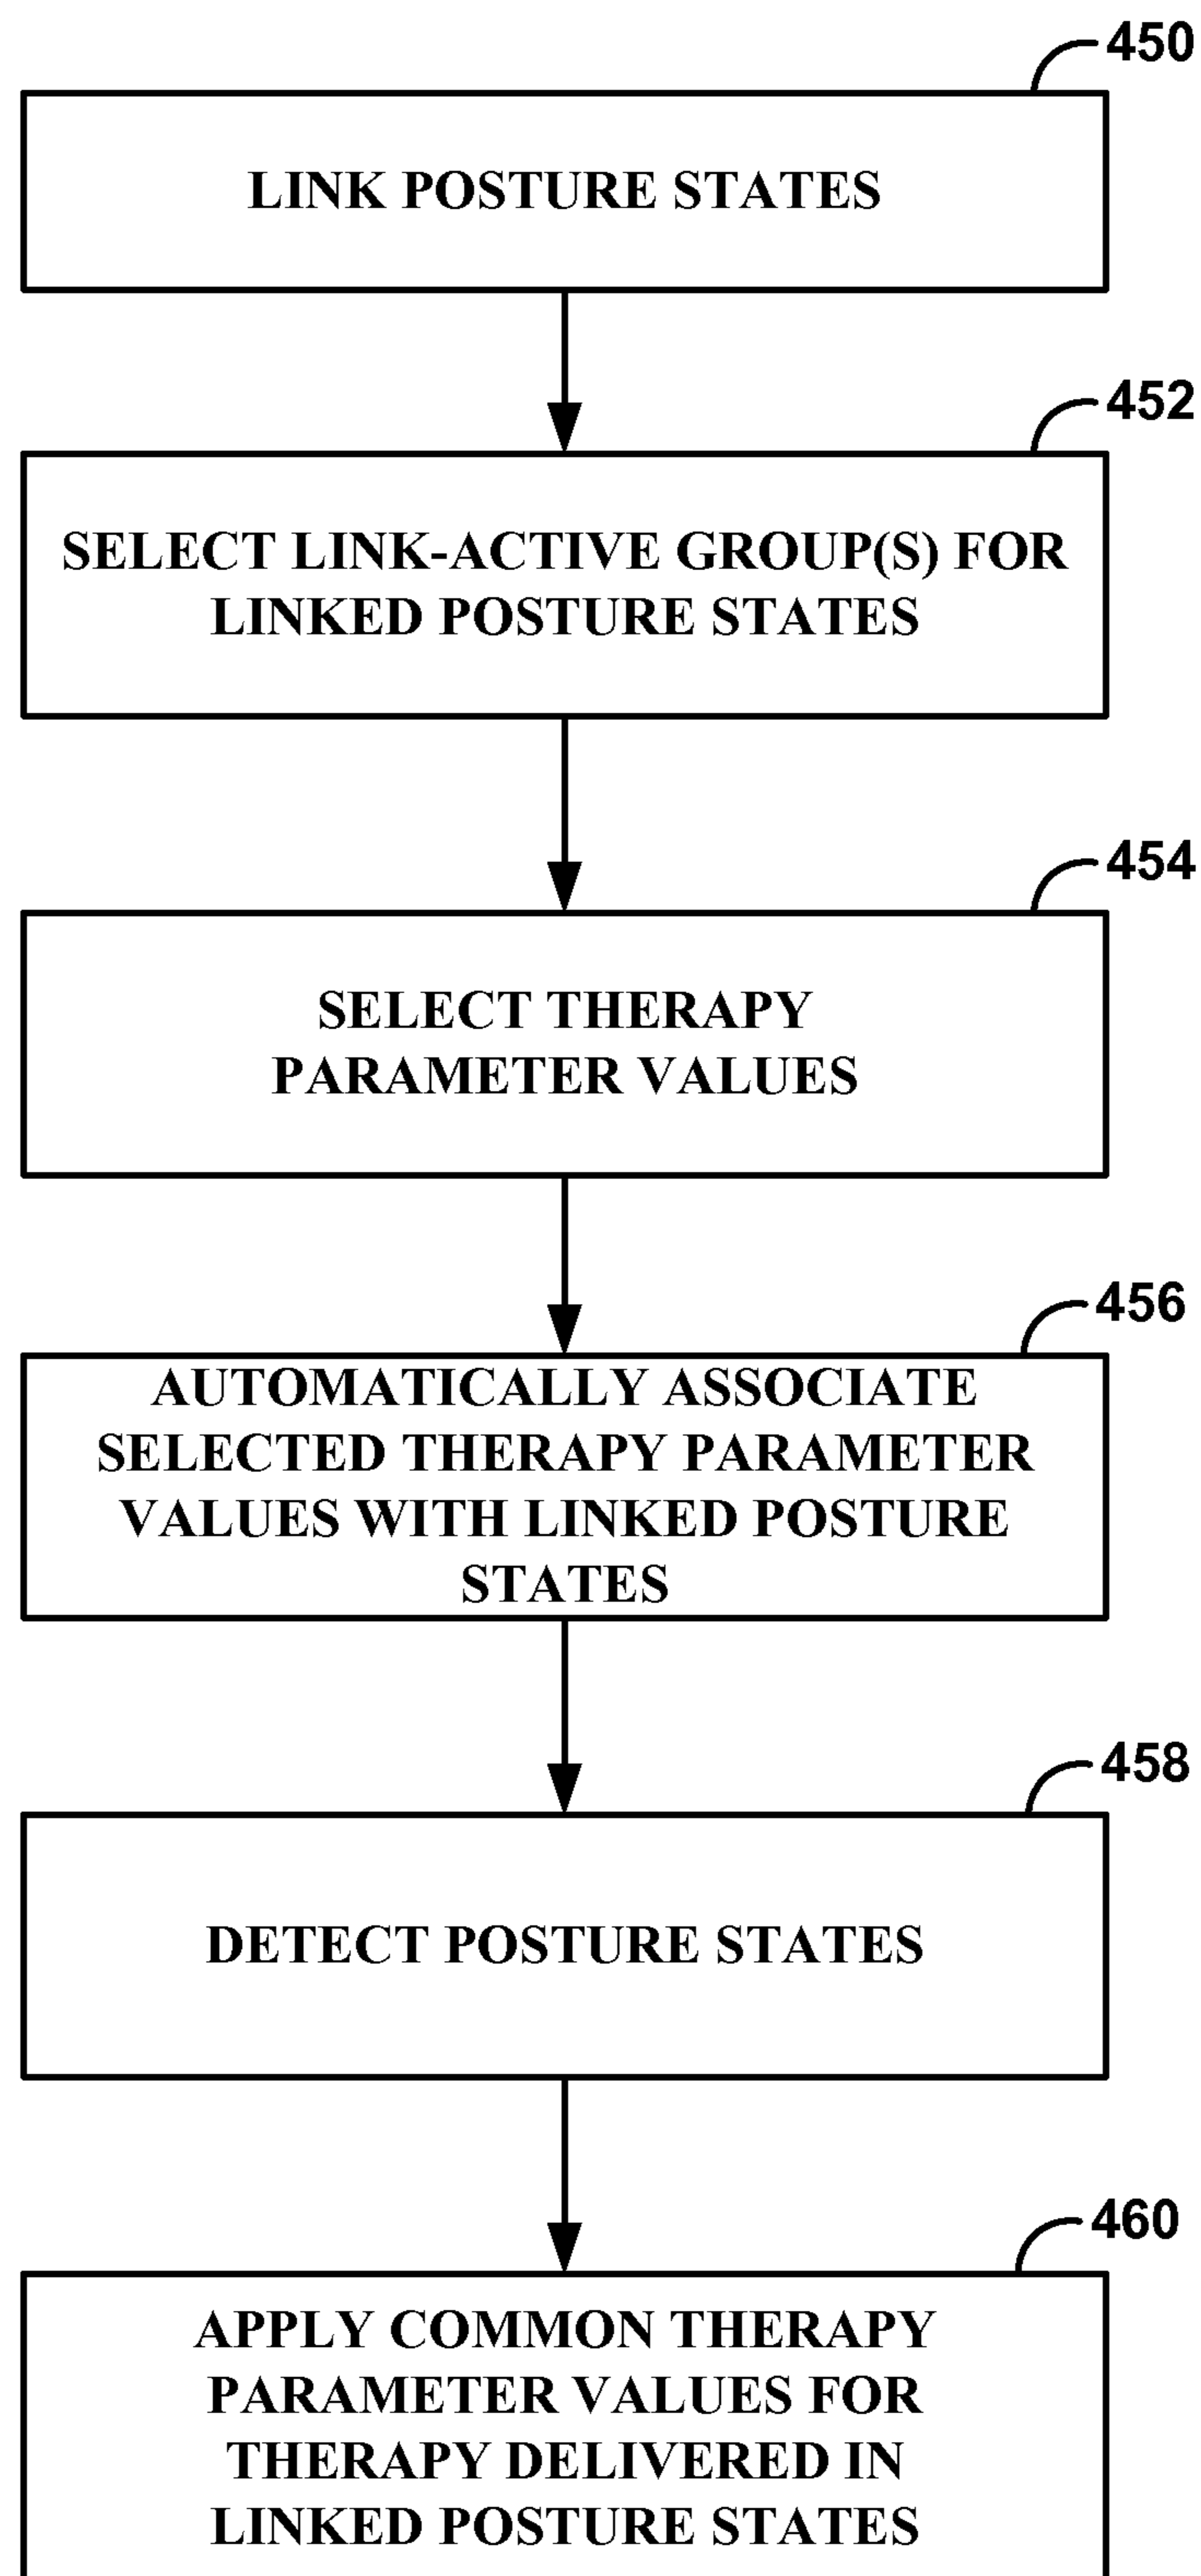 450
LINK POSTURE STATES
452
SELECT LINK-ACTIVE GROUP(S) FOR
LINKED POSTURE STATES
454
SELECT THERAPY
PARAMETER VALUES
456
AUTOMATICALLY ASSOCIATE
SELECTED THERAPY PARAMETER
VALUES WITH LINKED POSTURE
STATES
458
DETECT POSTURE STATES
460
APPLY COMMON THERAPY
PARAMETER VALUES FOR
THERAPY DELIVERED IN
LINKED POSTURE STATES